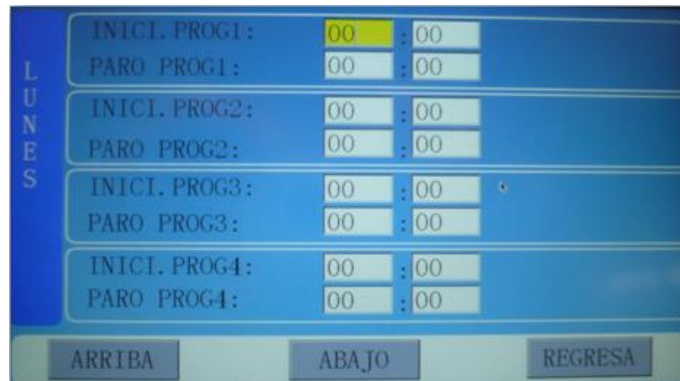 LUNES
INICI.PROG1: 00 : 00
PARO PROG1: 00 : 00
INICI.PROG2: 00 : 00
PARO PROG2: 00 : 00
INICI.PROG3: 00 : 00
PARO PROG3: 00 : 00
INICI.PROG4: 00 : 00
PARO PROG4: 00 : 00
ARRIBA ABAJO REGRESA